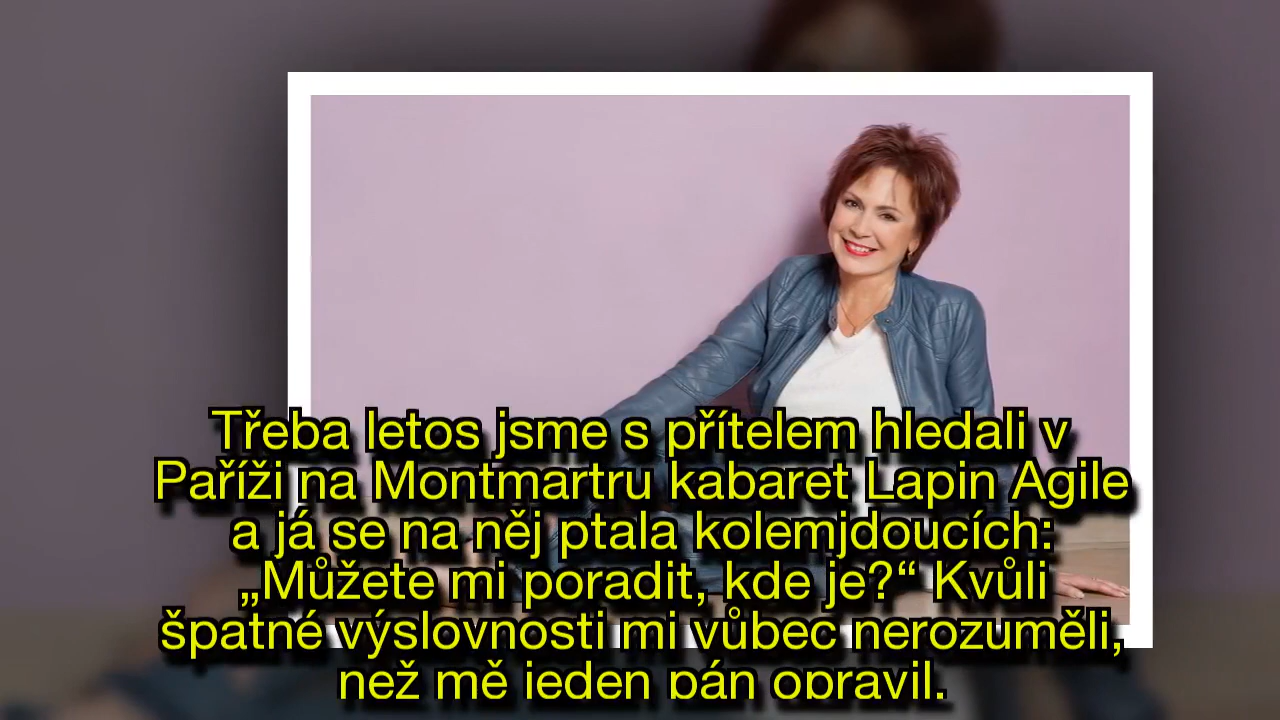 Třeba letos jsme s přítelem hledali v
Paříži na Montmartru kabaret Lapin Agile
a já se na něj ptala kolemjdoucích:
„Můžete mi poradit, kde je?“ Kvůli
špatné výslovnosti mi vůbec nerozuměli,
než mě jeden pán opravil.